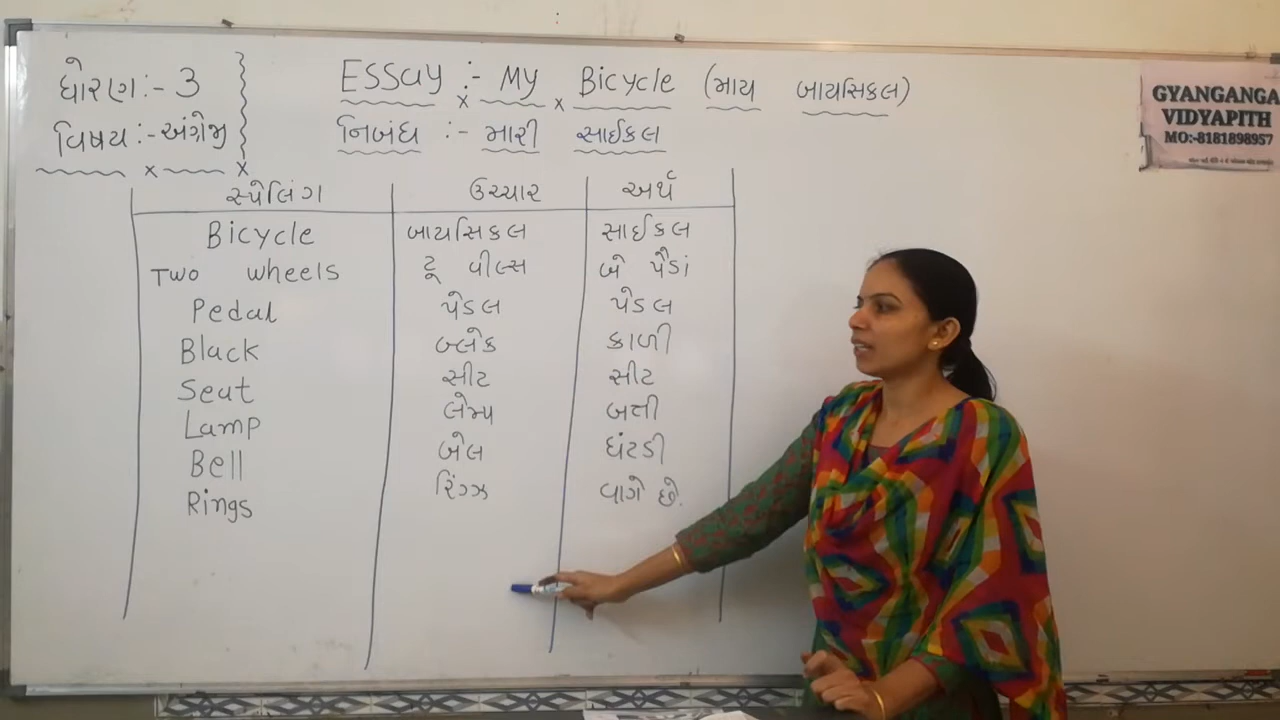 ધોરણ:- 3
વિષય:- અંગ્રેજી
Essay :- My Bicycle (માય બાયસિકલ)
નિબંધ :- મારી સાઈકલ
સ્પેલિંગ ઉચ્ચાર અર્થ
Bicycle બાયસિકલ સાઈકલ
Two wheels ટૂ વીલ્સ બે પૈડાં
Pedal પેડલ પેડલ
Black બ્લેક કાળી
Seat સીટ સીટ
Lamp લેમ્પ બત્તી
Bell બેલ ઘંટડી
Rings રિંગ્ઝ વાગે છે.
GYANGANGA
VIDYAPITH
MO:-8181898957